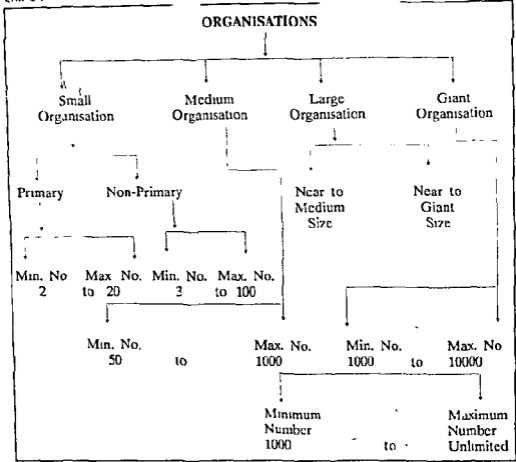 ORGANISATIONS
Small Medium Large Giant
Organisation Organisation Organisation Organisation
Primary Non-Primary Near to Near to
Medium Giant
Size Size
Min. No Max No. Min. No. Max. No.
2 to 20 3 to 100
Min. No. Max. No. Min. No. Max. No
50 to 1000 1000 to 10000
Minimum Maximum
Number Number
1000 to Unlimited